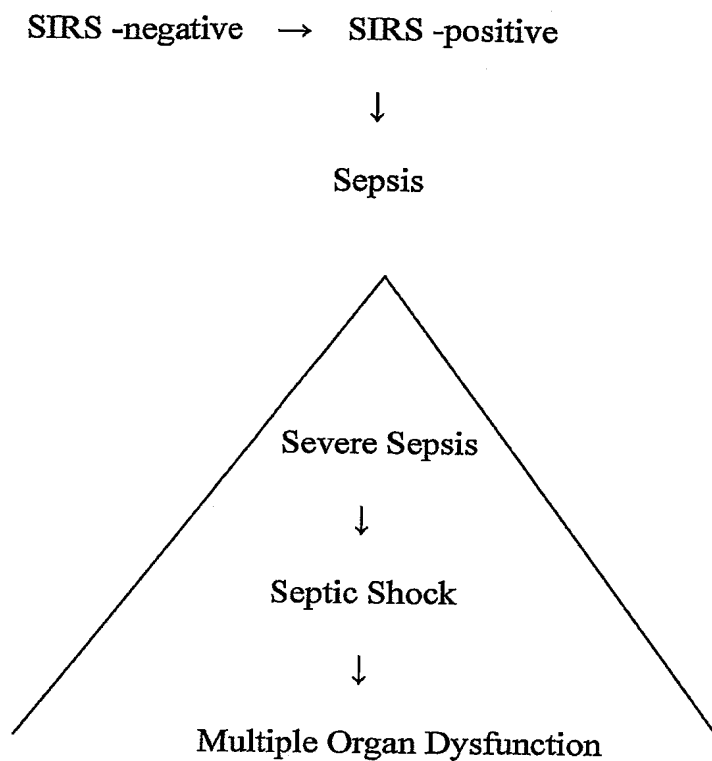 SIRS -negative → SIRS -positive
↓
Sepsis
Severe Sepsis
↓
Septic Shock
↓
Multiple Organ Dysfunction